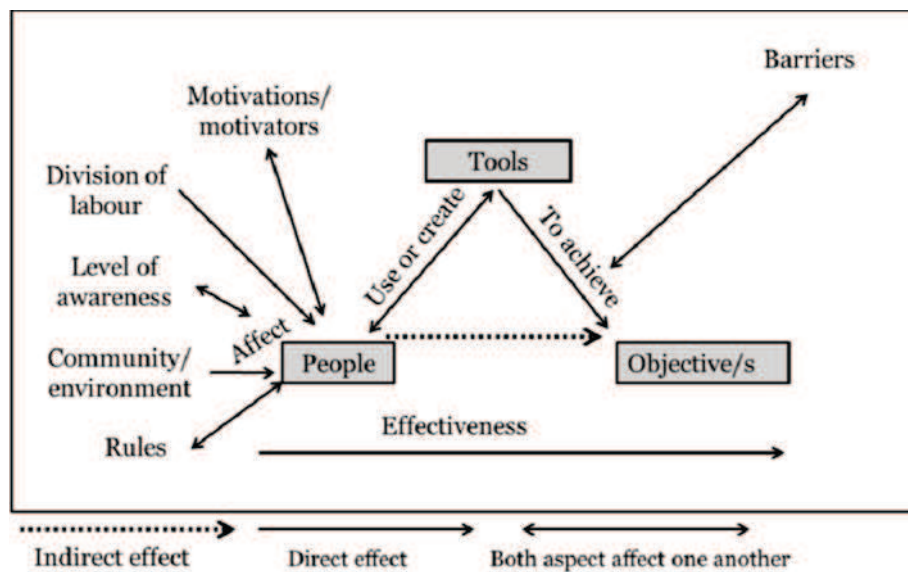 Barriers
Motivations/
motivators
Tools
Division of
labour
Use or create
To achieve
Level of
awareness
Affect
Community/
environment
People
Objective/s
Effectiveness
Rules
Indirect effect
Direct effect
Both aspect affect one another